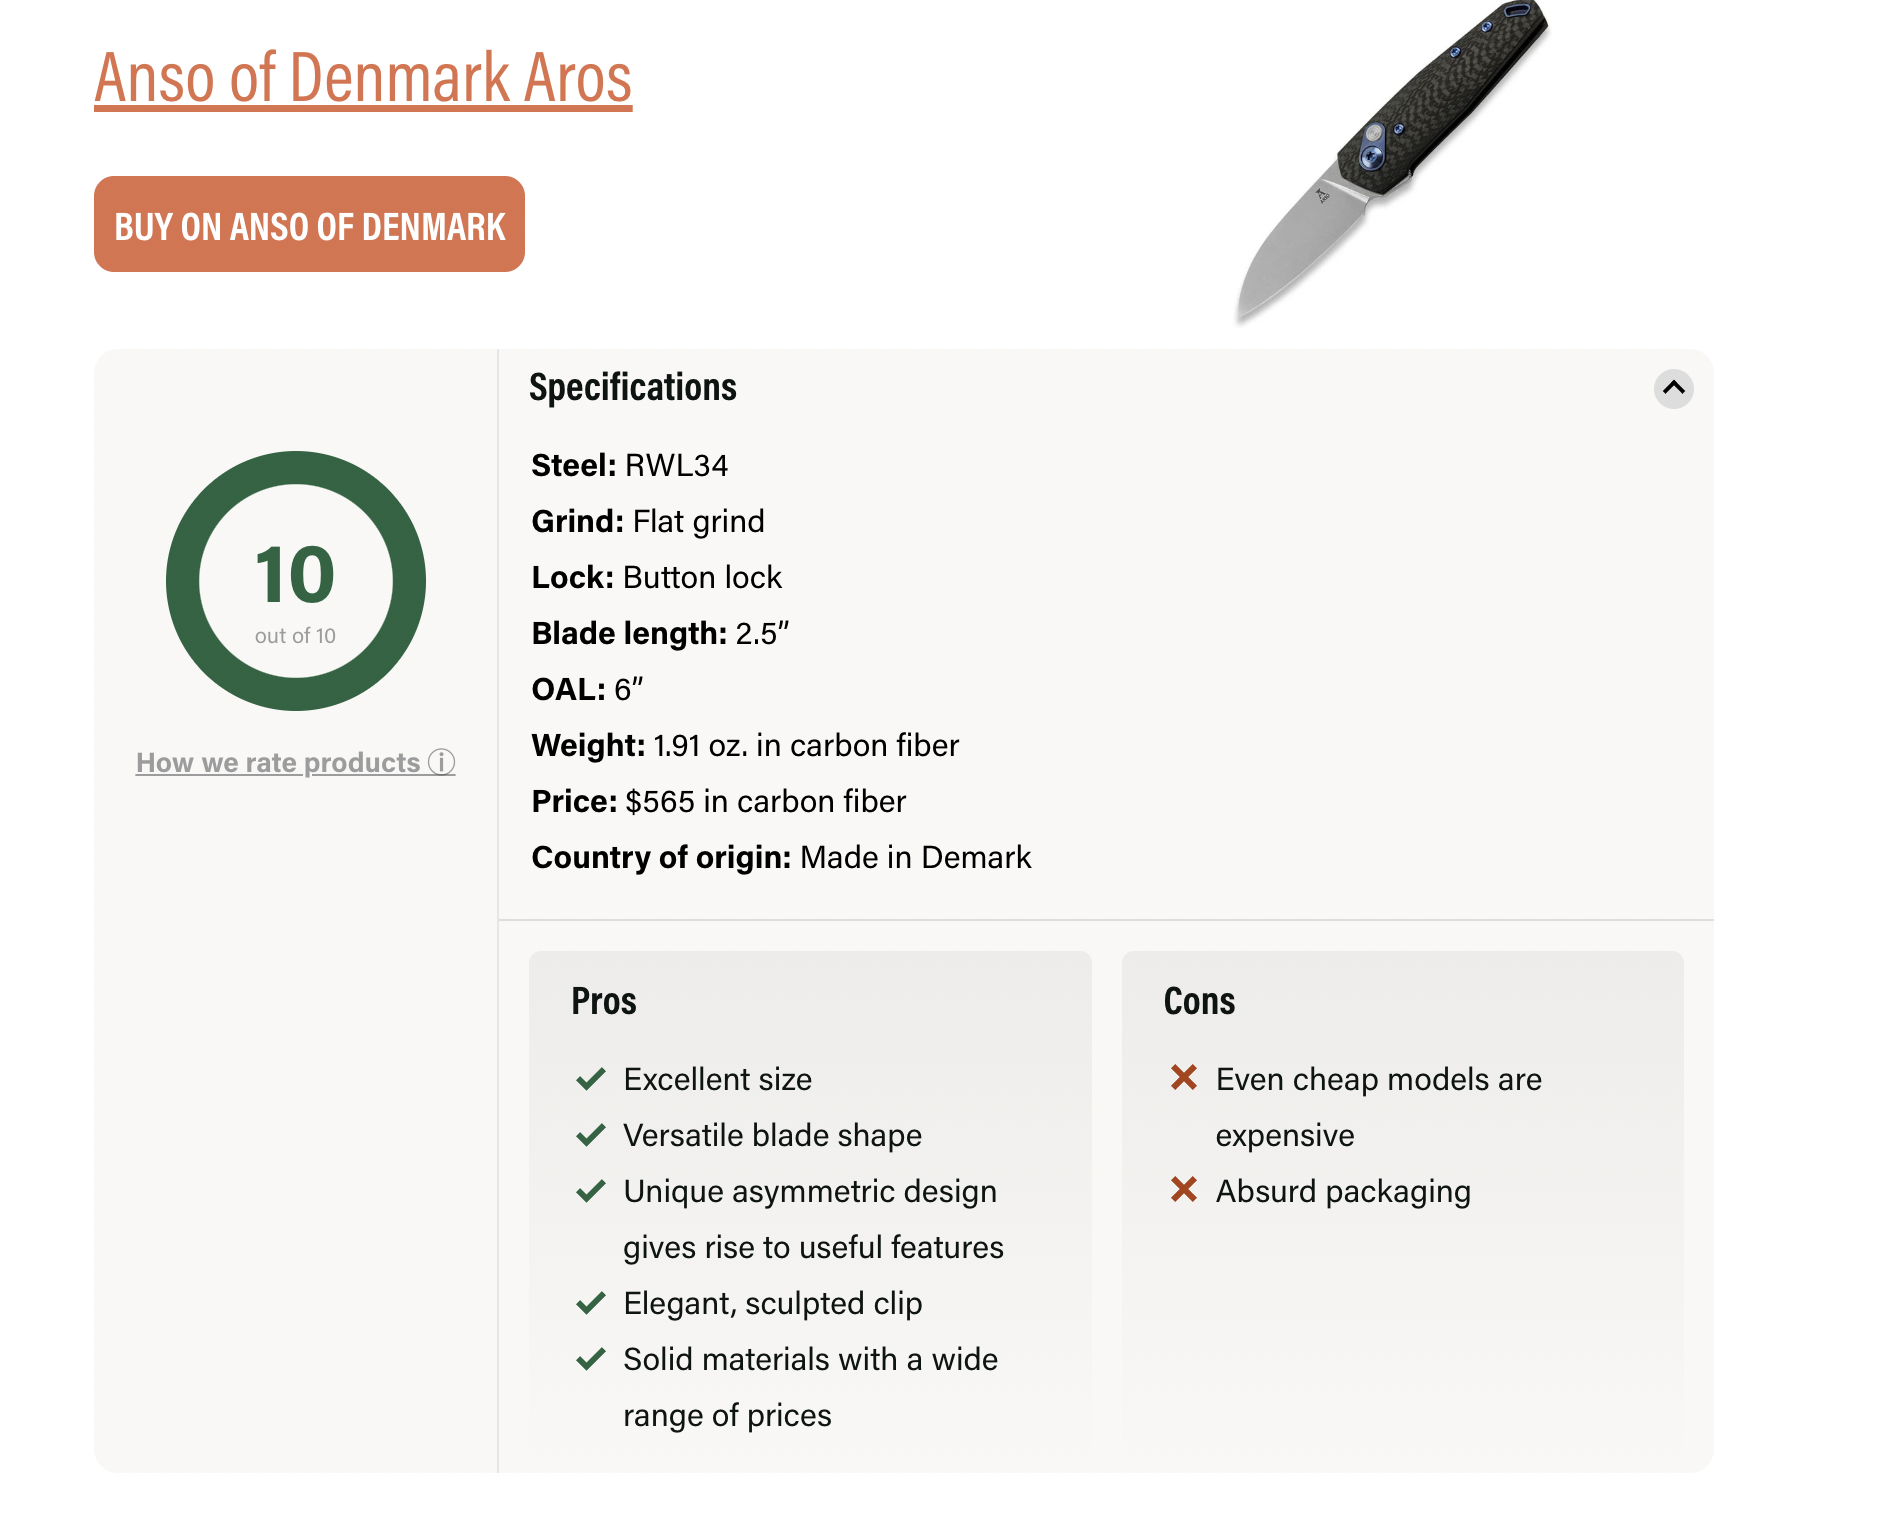 Anso of Denmark Aros
BUY ON ANSO OF DENMARK
10
out of 10
How we rate products ⓘ
Specifications
Steel: RWL34
Grind: Flat grind
Lock: Button lock
Blade length: 2.5″
OAL: 6″
Weight: 1.91 oz. in carbon fiber
Price: $565 in carbon fiber
Country of origin: Made in Demark
Pros
Excellent size
Versatile blade shape
Unique asymmetric design
gives rise to useful features
Elegant, sculpted clip
Solid materials with a wide
range of prices
Cons
Even cheap models are
expensive
Absurd packaging